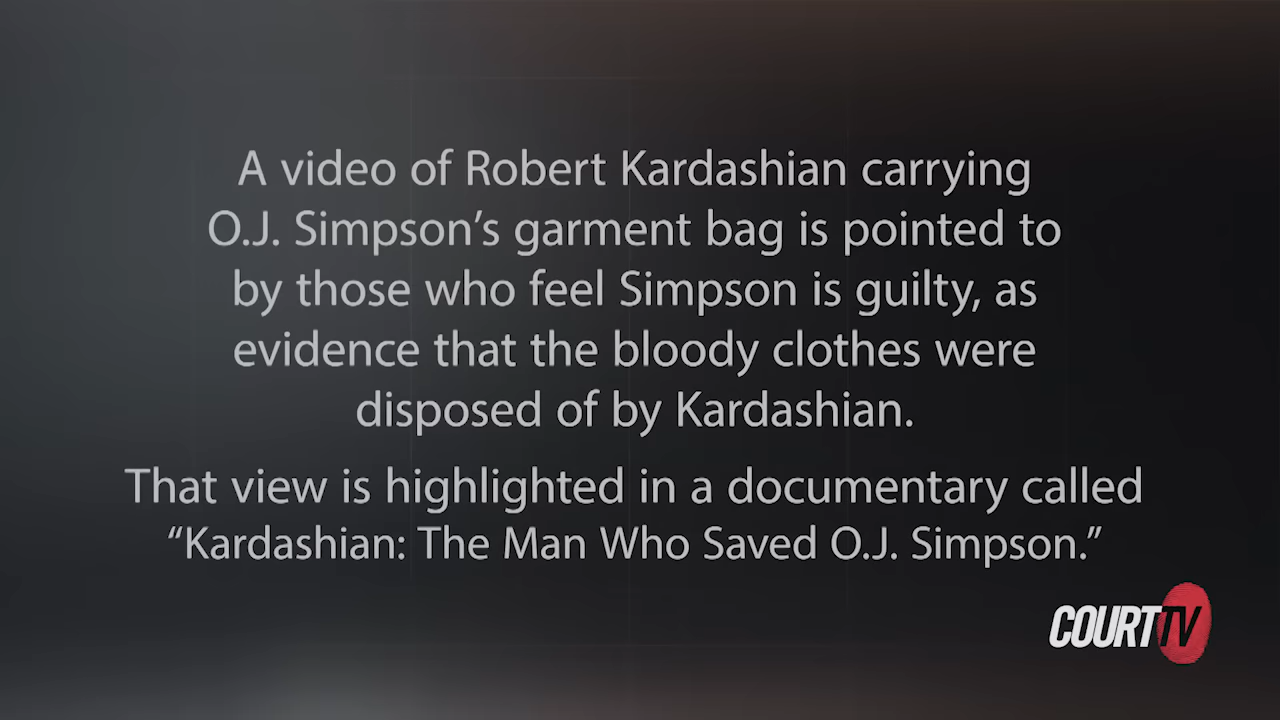 A video of Robert Kardashian carrying
O.J. Simpson’s garment bag is pointed to
by those who feel Simpson is guilty, as
evidence that the bloody clothes were
disposed of by Kardashian.
That view is highlighted in a documentary called
“Kardashian: The Man Who Saved O.J. Simpson.”
COURT TV